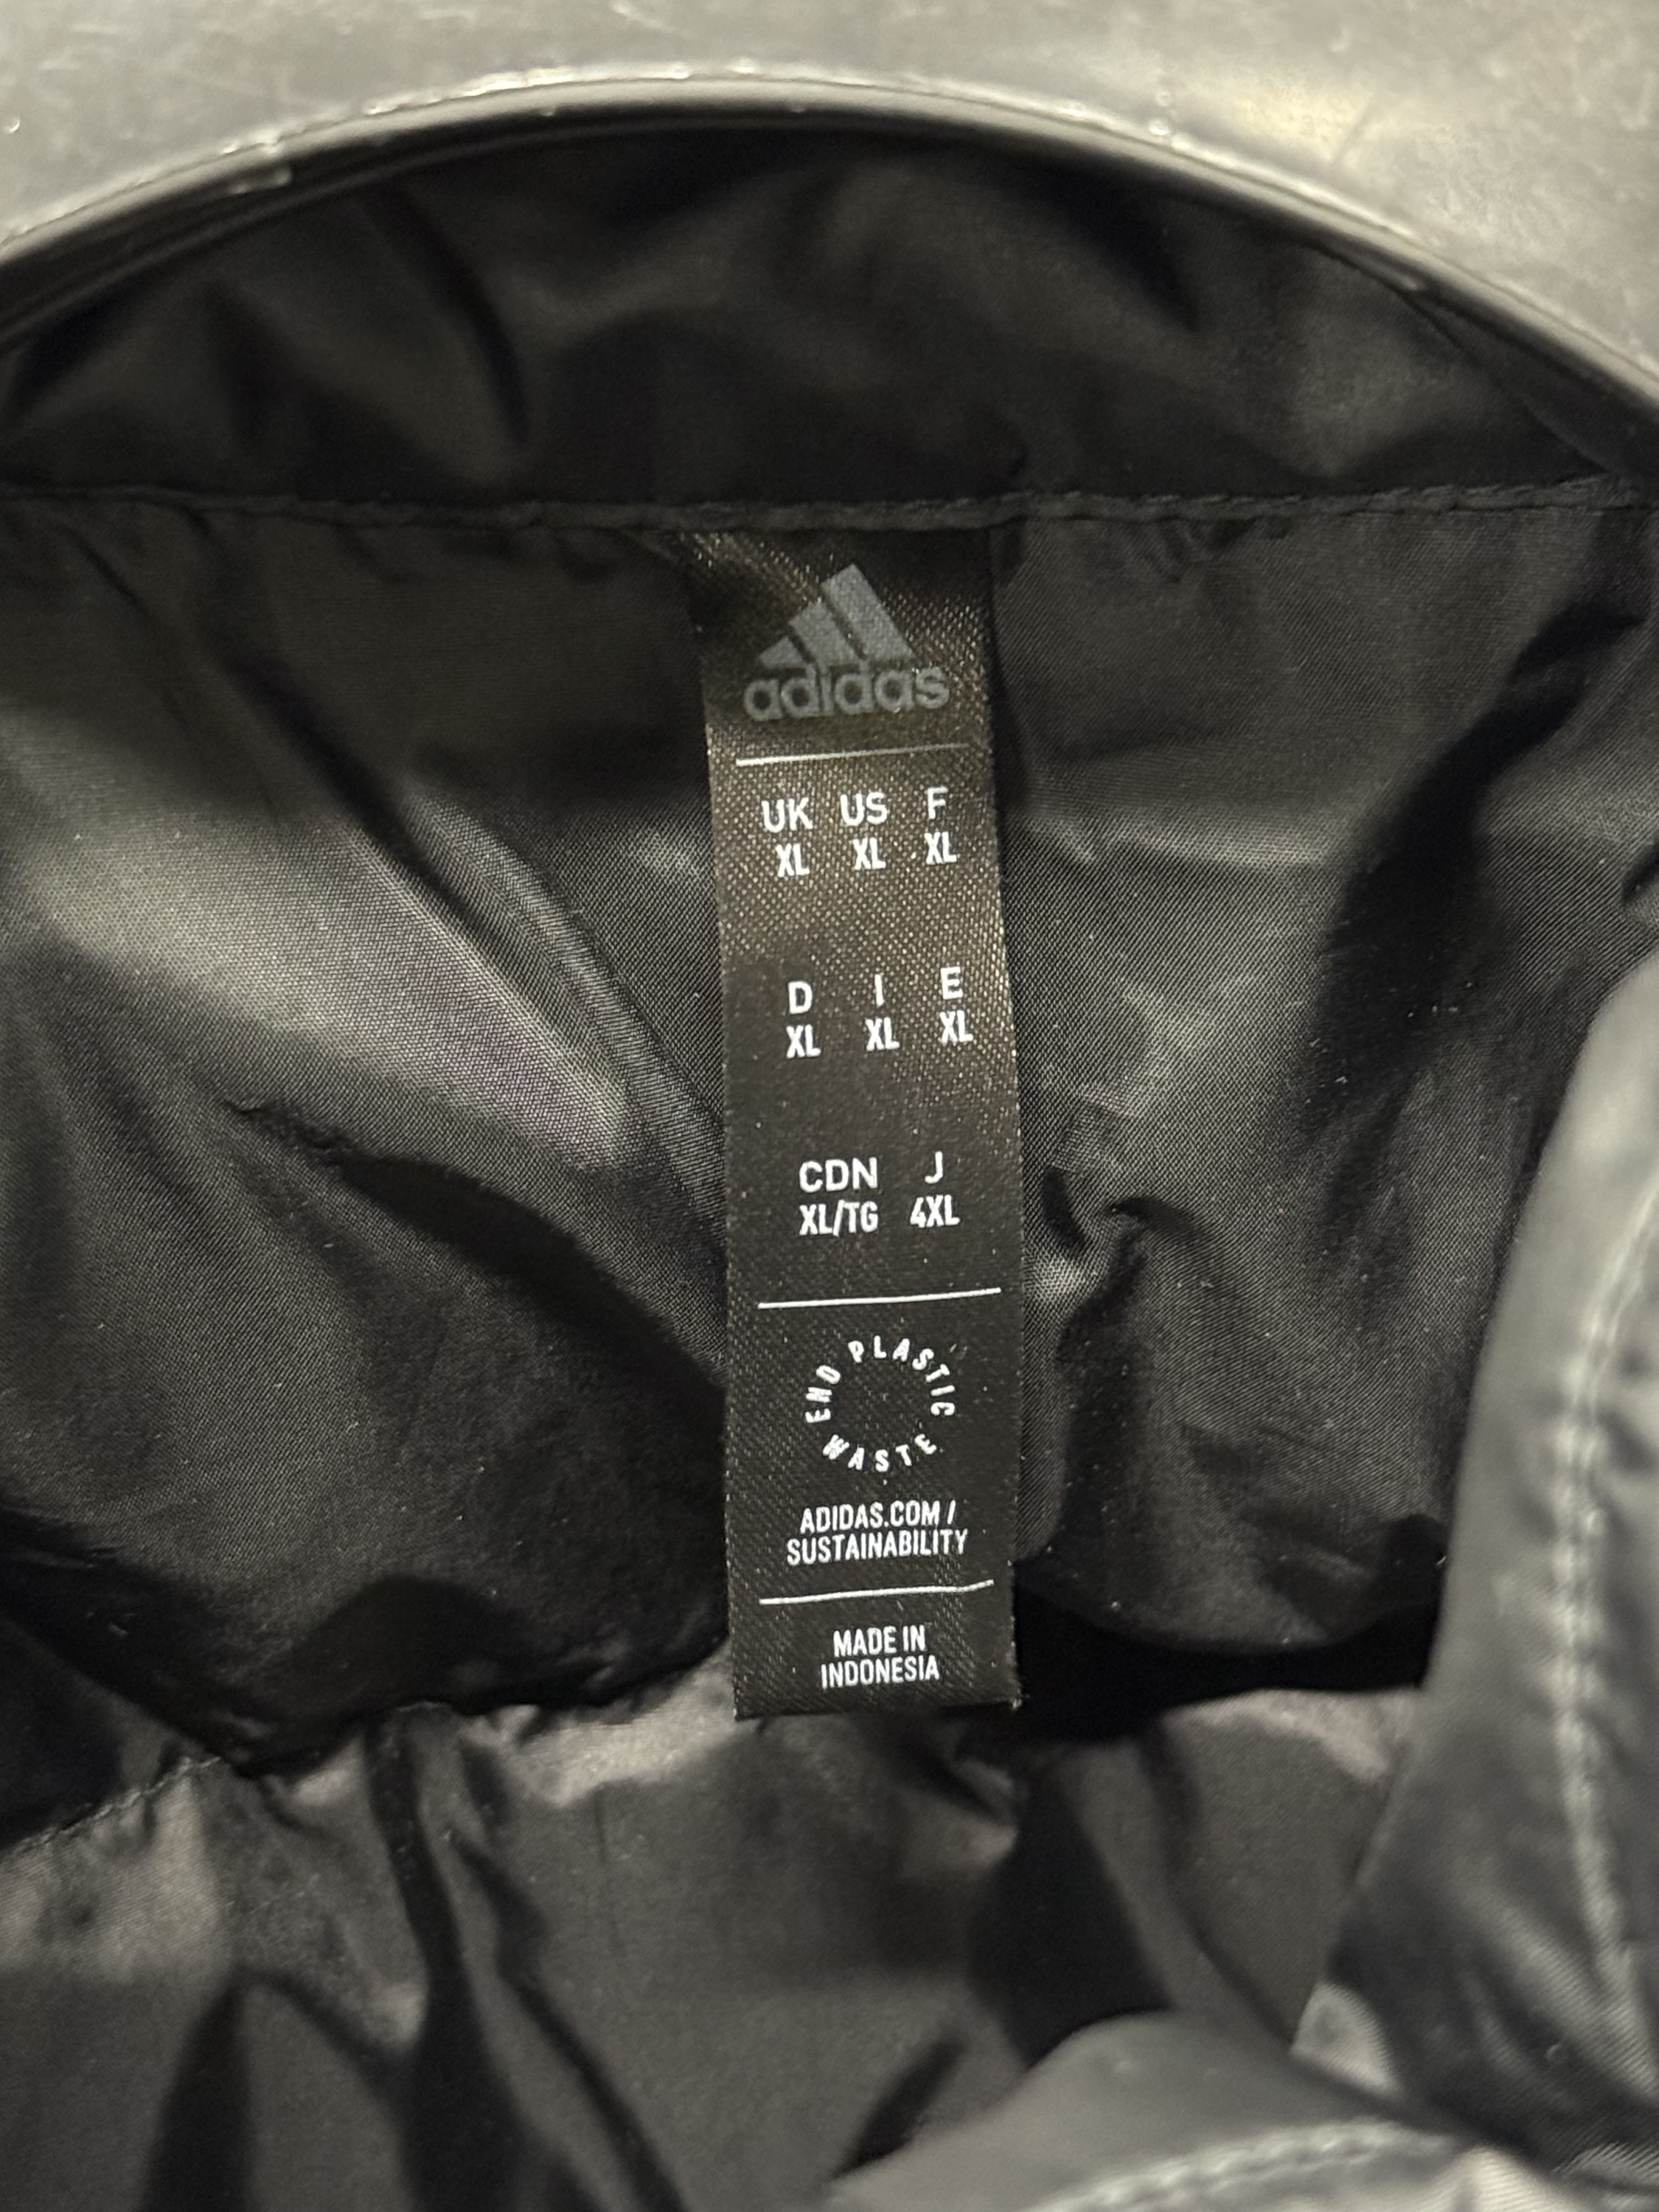 adidas
UK US F
XL XL XL
D I E
XL XL XL
CDN J
XL/TG 4XL
END PLASTIC WASTE
ADIDAS.COM /
SUSTAINABILITY
MADE IN
INDONESIA